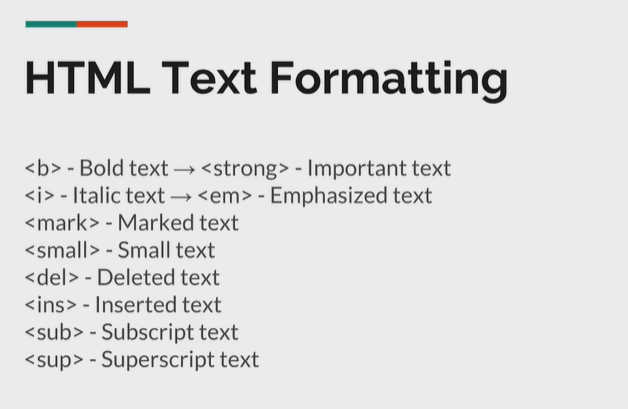 HTML Text Formatting
<b> - Bold text → <strong> - Important text
<i> - Italic text → <em> - Emphasized text
<mark> - Marked text
<small> - Small text
<del> - Deleted text
<ins> - Inserted text
<sub> - Subscript text
<sup> - Superscript text